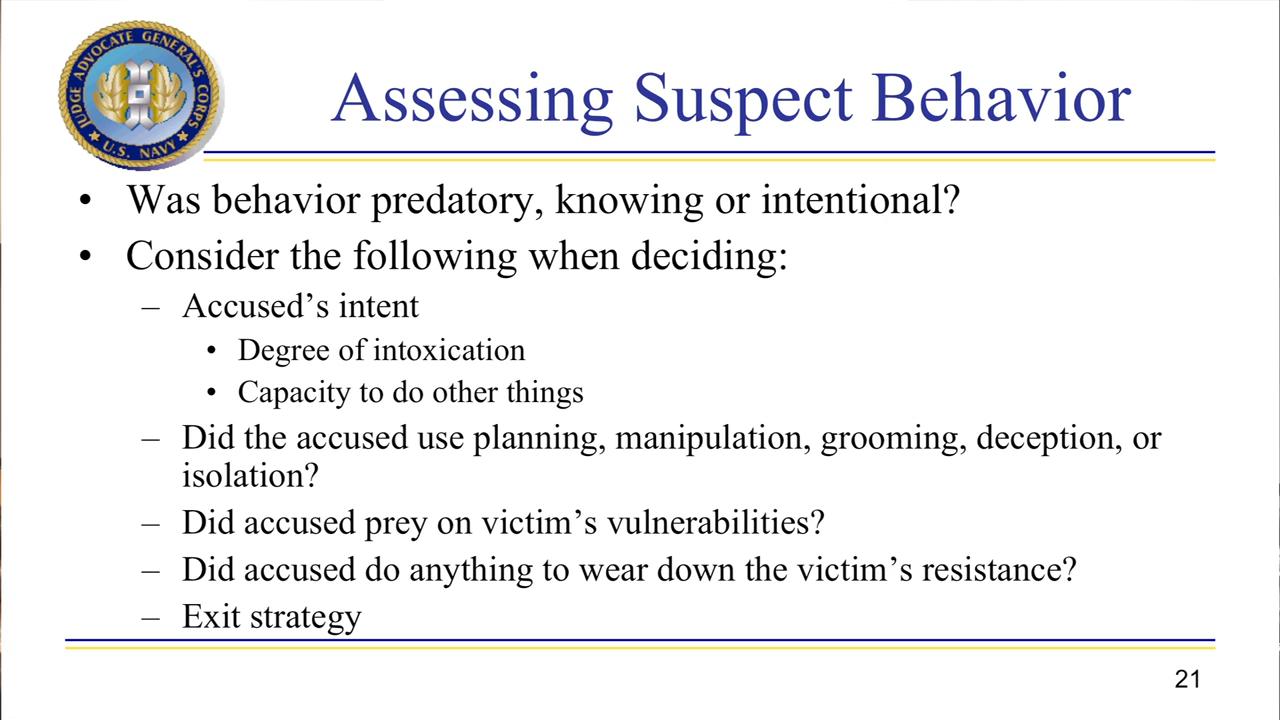 JUDGE ADVOCATE GENERAL'S CORPS
U.S. NAVY
Assessing Suspect Behavior
• Was behavior predatory, knowing or intentional?
• Consider the following when deciding:
– Accused’s intent
• Degree of intoxication
• Capacity to do other things
– Did the accused use planning, manipulation, grooming, deception, or
isolation?
– Did accused prey on victim’s vulnerabilities?
– Did accused do anything to wear down the victim’s resistance?
– Exit strategy
21